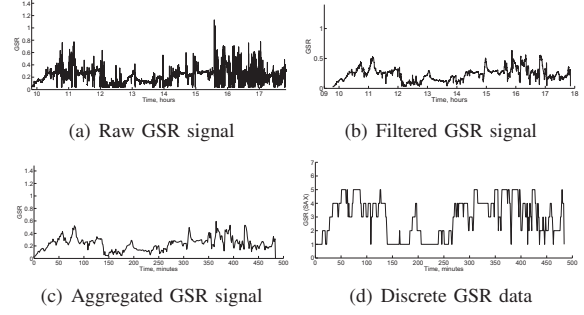 1.4
1.2
1
0.8
0.6
0.4
0.2
0
GSR
10 11 12 13 14 15 16 17
Time, hours
(a) Raw GSR signal
1
0.5
0
GSR
09 10 11 12 13 14 15 16 17 18
Time, hours
(b) Filtered GSR signal
1.4
1.2
1
0.8
0.6
0.4
0.2
0
GSR
0 50 100 150 200 250 300 350 400 450 500
Time, minutes
(c) Aggregated GSR signal
7
6
5
4
3
2
1
0
GSR (SAX)
0 50 100 150 200 250 300 350 400 450 500
Time, minutes
(d) Discrete GSR data